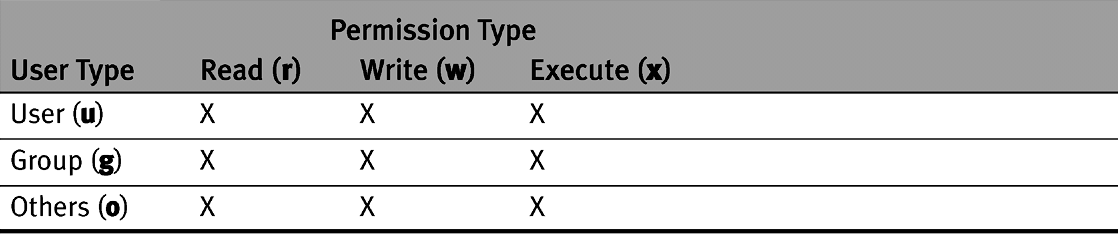 Permission Type
User Type Read (r) Write (w) Execute (x)
User (u) X X X
Group (g) X X X
Others (o) X X X